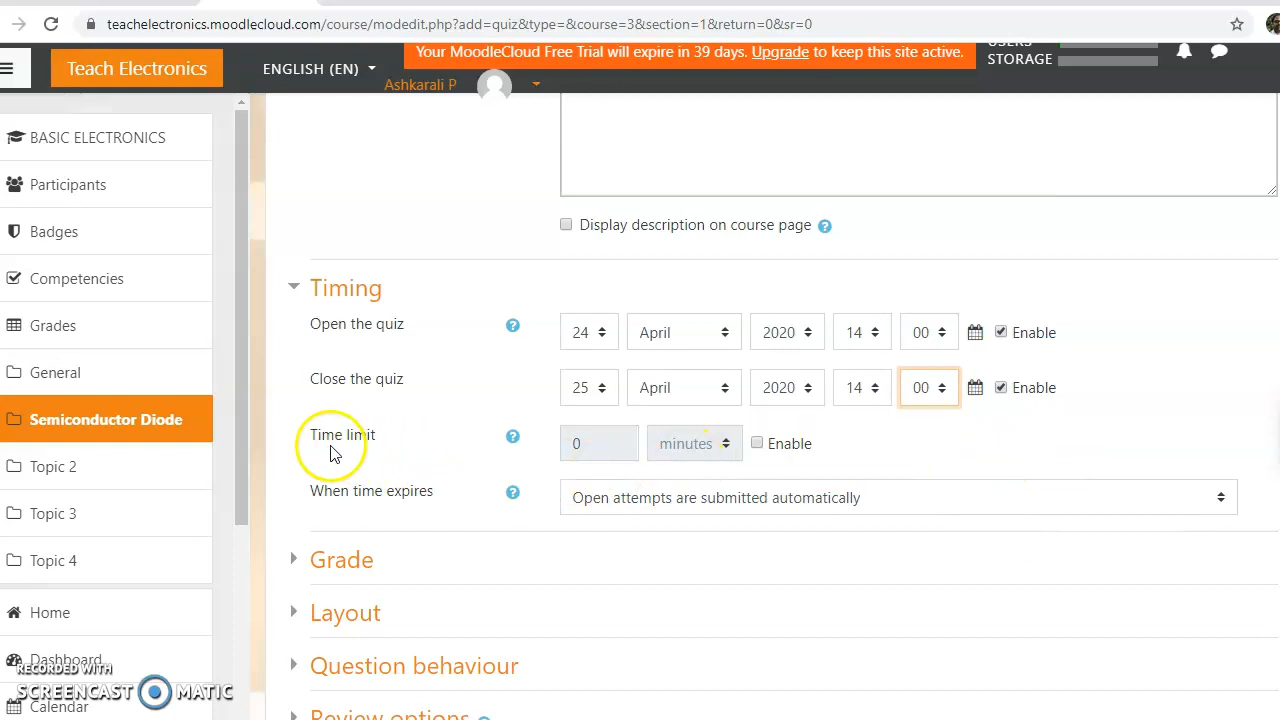 teachelectronics.moodlecloud.com/course/modedit.php?add=quiz&type=&course=3&section=1&return=0&sr=0
Teach Electronics
ENGLISH (EN)
Your MoodleCloud Free Trial will expire in 39 days. Upgrade to keep this site active.
USERS
STORAGE
Ashkarali P
BASIC ELECTRONICS
Participants
Badges
Competencies
Grades
General
Semiconductor Diode
Topic 2
Topic 3
Topic 4
Home
Dashboard
Calendar
Display description on course page ?
Timing
Open the quiz ? 24 April 2020 14 00 Enable
Close the quiz 25 April 2020 14 00 Enable
Time limit ? 0 minutes Enable
When time expires ? Open attempts are submitted automatically
Grade
Layout
Question behaviour
Review options
RECORDED WITH
SCREENCAST MATIC